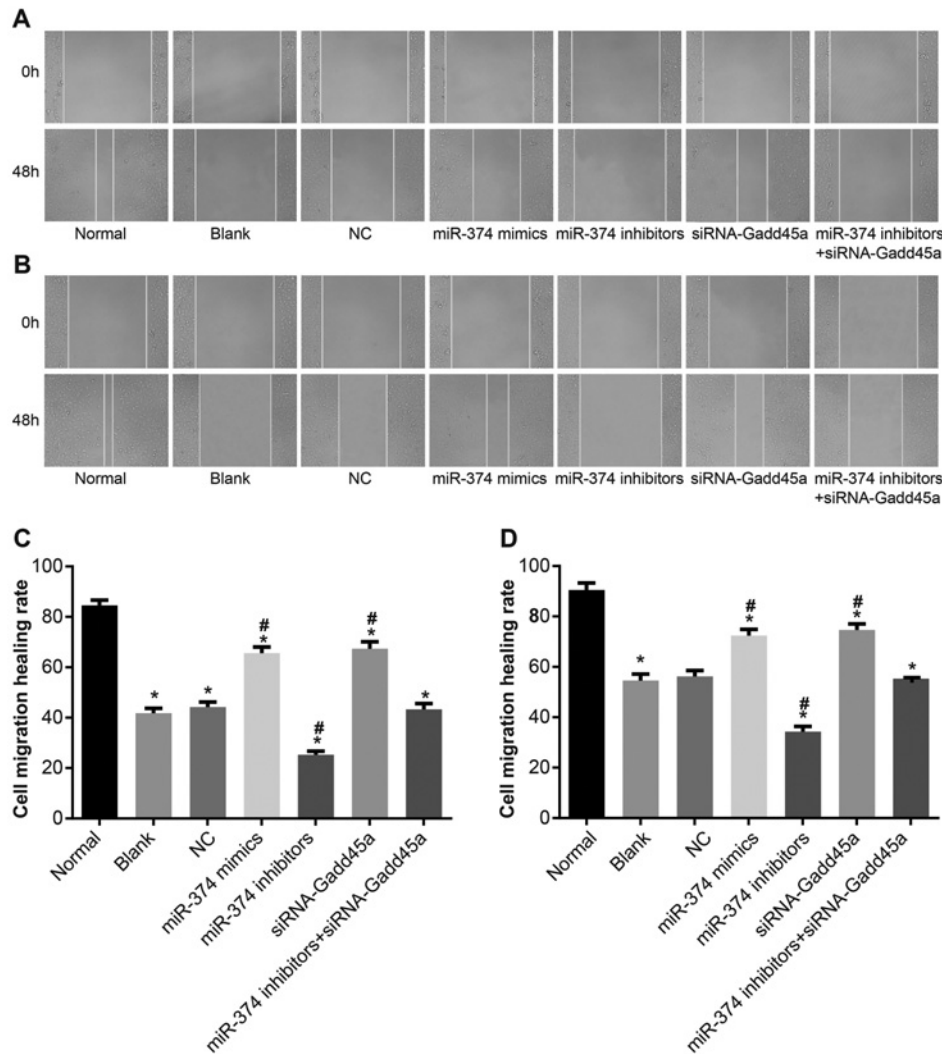 A
0h
48h
Normal
Blank
NC
miR-374 mimics
miR-374 inhibitors
siRNA-Gadd45a
miR-374 inhibitors
+siRNA-Gadd45a
B
0h
48h
Normal
Blank
NC
miR-374 mimics
miR-374 inhibitors
siRNA-Gadd45a
miR-374 inhibitors
+siRNA-Gadd45a
C
Cell migration healing rate
100
80
60
40
20
0
*
*
#
*
#
*
#
*
*
Normal
Blank
NC
miR-374 mimics
miR-374 inhibitors
siRNA-Gadd45a
miR-374 inhibitors+siRNA-Gadd45a
D
Cell migration healing rate
100
80
60
40
20
0
*
#
*
#
*
#
*
*
Normal
Blank
NC
miR-374 mimics
miR-374 inhibitors
siRNA-Gadd45a
miR-374 inhibitors+siRNA-Gadd45a